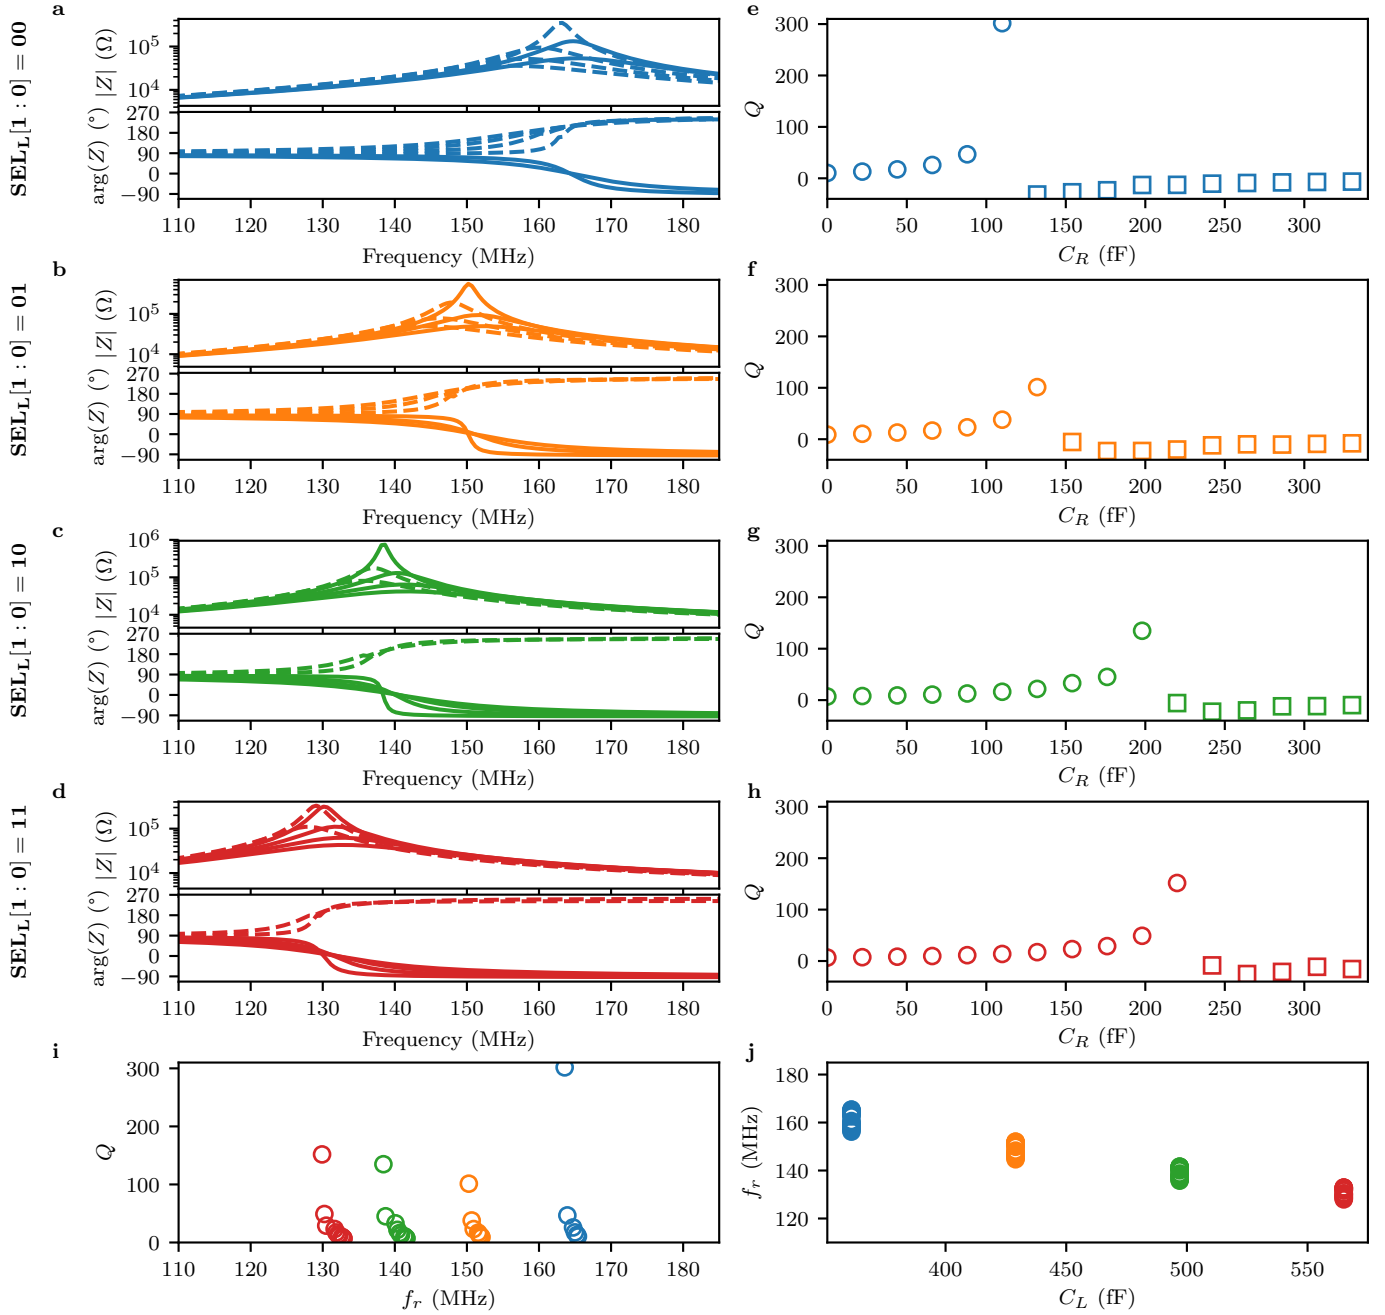 a
SEL_L[1 : 0] = 00
|Z| (Ω)
10^5
10^4
arg(Z) (°)
270
180
90
0
−90
110 120 130 140 150 160 170 180
Frequency (MHz)
e
Q
300
200
100
0
0 50 100 150 200 250 300
C_R (fF)
b
SEL_L[1 : 0] = 01
|Z| (Ω)
10^5
10^4
arg(Z) (°)
270
180
90
0
−90
110 120 130 140 150 160 170 180
Frequency (MHz)
f
Q
300
200
100
0
0 50 100 150 200 250 300
C_R (fF)
c
SEL_L[1 : 0] = 10
|Z| (Ω)
10^6
10^5
10^4
arg(Z) (°)
270
180
90
0
−90
110 120 130 140 150 160 170 180
Frequency (MHz)
g
Q
300
200
100
0
0 50 100 150 200 250 300
C_R (fF)
d
SEL_L[1 : 0] = 11
|Z| (Ω)
10^5
10^4
arg(Z) (°)
270
180
90
0
−90
110 120 130 140 150 160 170 180
Frequency (MHz)
h
Q
300
200
100
0
0 50 100 150 200 250 300
C_R (fF)
i
Q
300
200
100
0
110 120 130 140 150 160 170 180
f_r (MHz)
j
f_r (MHz)
180
160
140
120
400 450 500 550
C_L (fF)